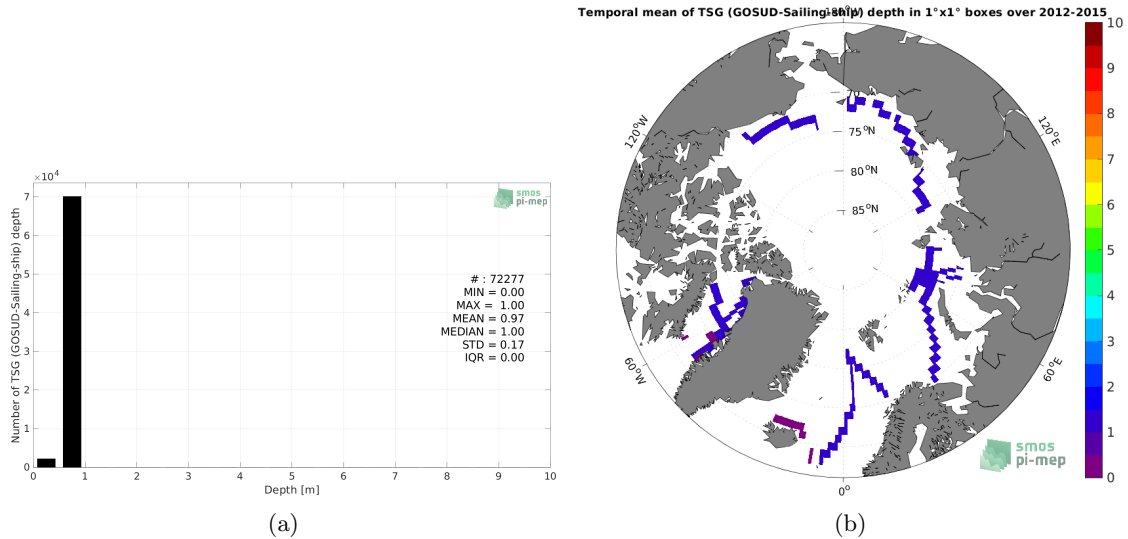 Temporal mean of TSG (GOSUD-Sailing-ship) depth in 1°x1° boxes over 2012-2015
180°W
×10⁴
7
6
5
4
3
2
1
0
Number of TSG (GOSUD-Sailing-ship) depth
0 1 2 3 4 5 6 7 8 9 10
Depth [m]
smos
pi-mep
# : 72277
MIN = 0.00
MAX = 1.00
MEAN = 0.97
MEDIAN = 1.00
STD = 0.17
IQR = 0.00
120°W
120°E
75°N
80°N
85°N
60°W
60°E
0°
10
9
8
7
6
5
4
3
2
1
0
smos
pi-mep
(a) (b)